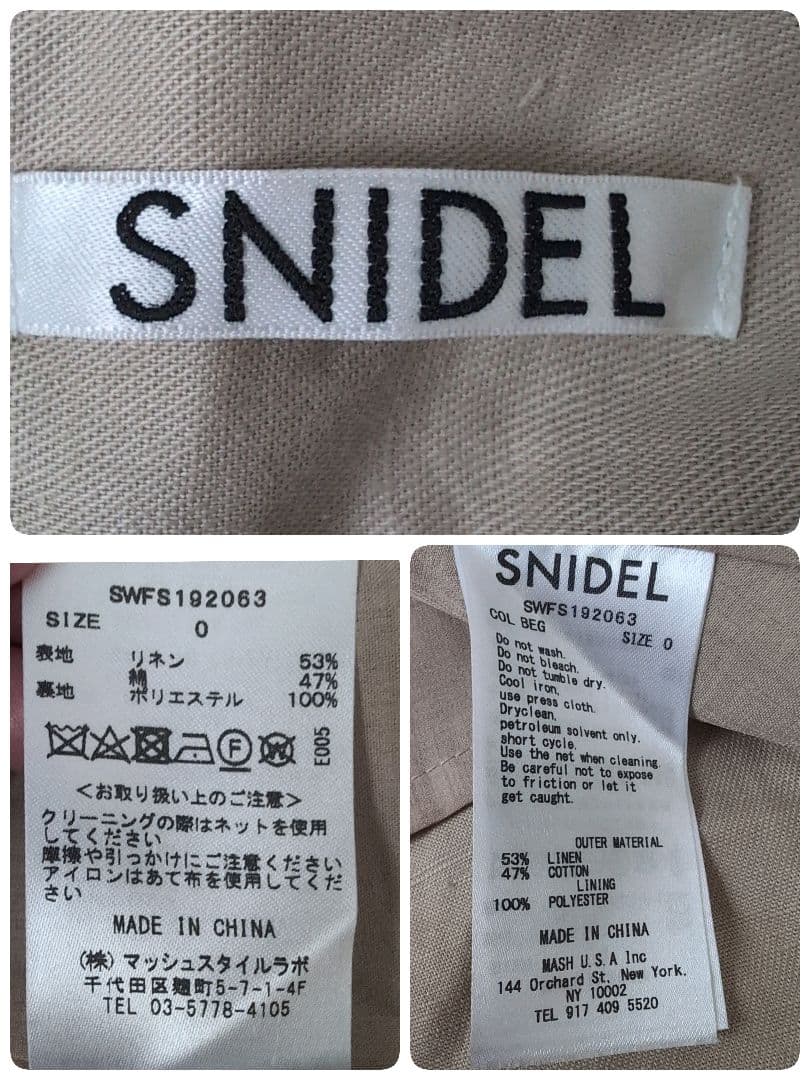 SNIDEL
SWFS192063
SIZE 0
表地 リネン 53%
綿 47%
裏地 ポリエステル 100%
F W E005
<お取り扱い上のご注意>
クリーニングの際はネットを使用
してください
摩擦や引っかけにご注意ください
アイロンはあて布を使用してくだ
さい
MADE IN CHINA
(株) マッシュスタイルラボ
千代田区麹町5-7-1-4F
TEL 03-5778-4105
SNIDEL
SWFS192063
COL BEG SIZE 0
Do not wash.
Do not bleach.
Do not tumble dry.
Cool iron,
use press cloth.
Dryclean,
petroleum solvent only.
short cycle.
Use the net when cleaning.
Be careful not to expose
to friction or let it
get caught.
OUTER MATERIAL
53% LINEN
47% COTTON
LINING
100% POLYESTER
MADE IN CHINA
MASH U.S.A Inc
144 Orchard St. New York.
NY 10002
TEL 917 409 5520